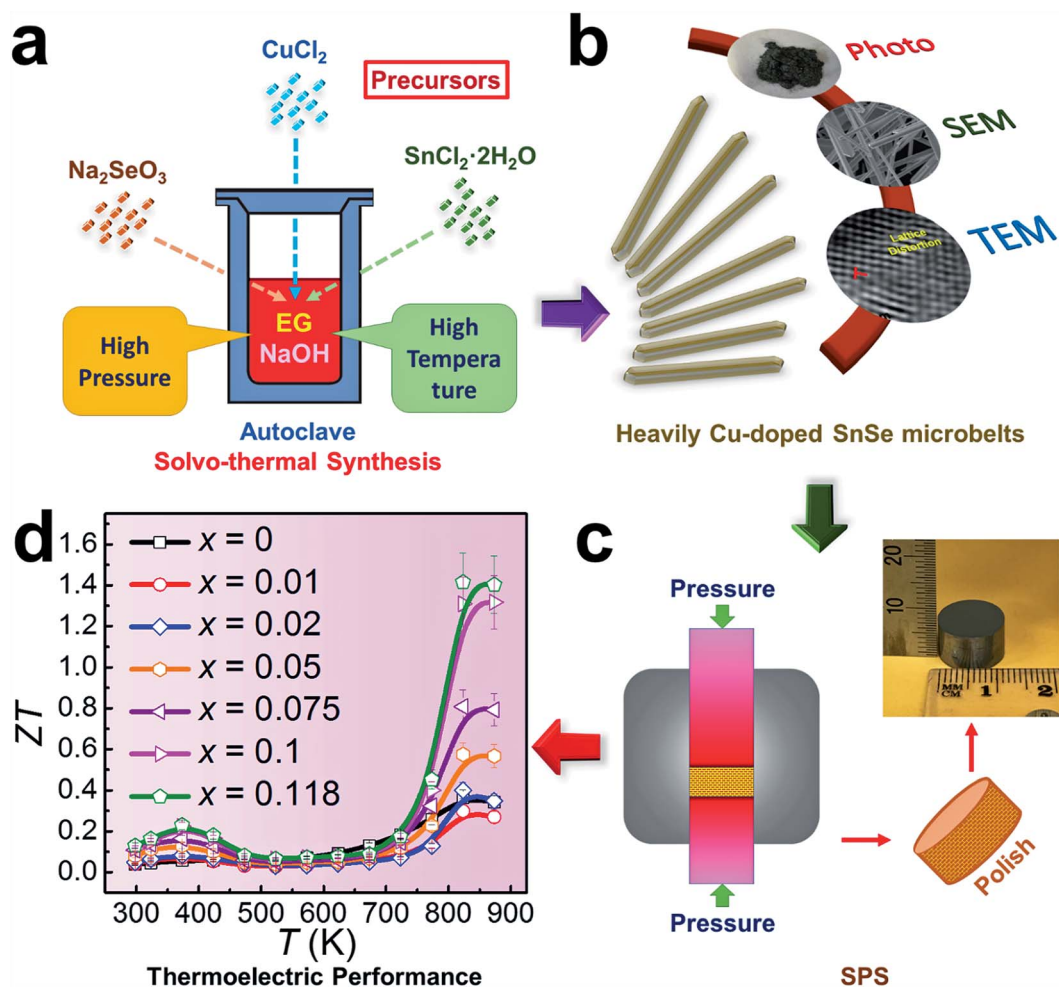 a
CuCl₂
Precursors
Na₂SeO₃
SnCl₂·2H₂O
EG
NaOH
High
Pressure
High
Tempera
ture
Autoclave
Solvo-thermal Synthesis
b
Photo
SEM
TEM
Lattice
Distortion
Heavily Cu-doped SnSe microbelts
c
Pressure
Pressure
20
10
MM
CM
1
2
Polish
SPS
d
x = 0
x = 0.01
x = 0.02
x = 0.05
x = 0.075
x = 0.1
x = 0.118
ZT
1.6
1.4
1.2
1.0
0.8
0.6
0.4
0.2
0.0
300 400 500 600 700 800 900
T (K)
Thermoelectric Performance